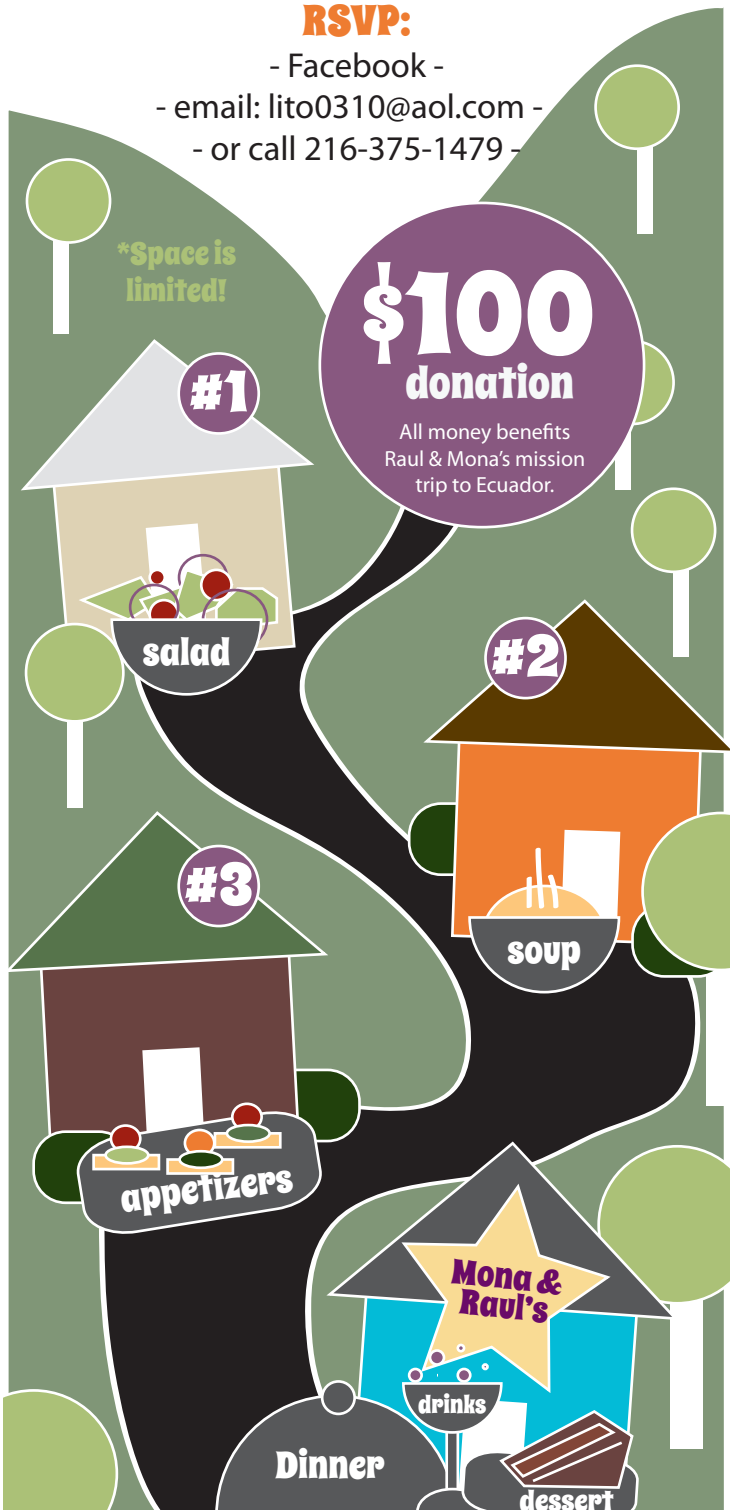 RSVP:
- Facebook -
- email: lito0310@aol.com -
- or call 216-375-1479 -
*Space is
limited!
$100
donation
All money benefits
Raul & Mona’s mission
trip to Ecuador.
#1
salad
#2
soup
#3
appetizers
Mona &
Raul's
drinks
Dinner
dessert